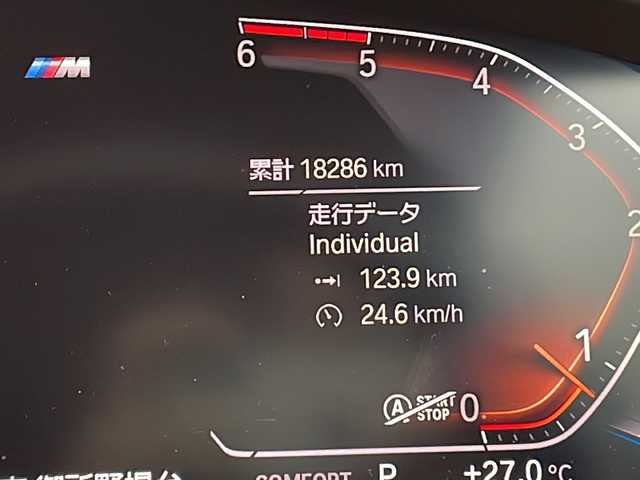 M
6
5
4
3
2
1
0
累計 18286 km
走行データ
Individual
123.9 km
24.6 km/h
A START STOP
COMFORT P +27.0 °C